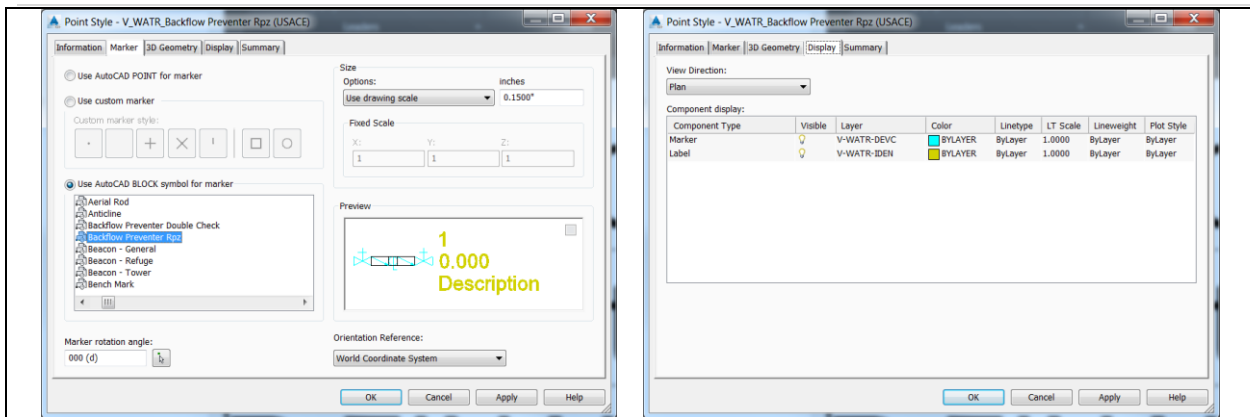 Point Style - V_WATR_Backflow Preventer Rpz (USACE)
Information Marker 3D Geometry Display Summary
Use AutoCAD POINT for marker
Use custom marker
Custom marker style:
Use AutoCAD BLOCK symbol for marker
Aerial Rod
Anticline
Backflow Preventer Double Check
Backflow Preventer Rpz
Beacon - General
Beacon - Refuge
Beacon - Tower
Bench Mark
Marker rotation angle:
000 (d)
Size
Options: inches
Use drawing scale 0.1500"
Fixed Scale
X: Y: Z:
1 1 1
Preview
1
0.000
Description
Orientation Reference:
World Coordinate System
OK Cancel Apply Help
Point Style - V_WATR_Backflow Preventer Rpz (USACE)
Information Marker 3D Geometry Display Summary
View Direction:
Plan
Component display:
Component Type Visible Layer Color Linetype LT Scale Lineweight Plot Style
Marker V-WATR-DEVC BYLAYER ByLayer 1.0000 ByLayer ByLayer
Label V-WATR-IDEN BYLAYER ByLayer 1.0000 ByLayer ByLayer
OK Cancel Apply Help